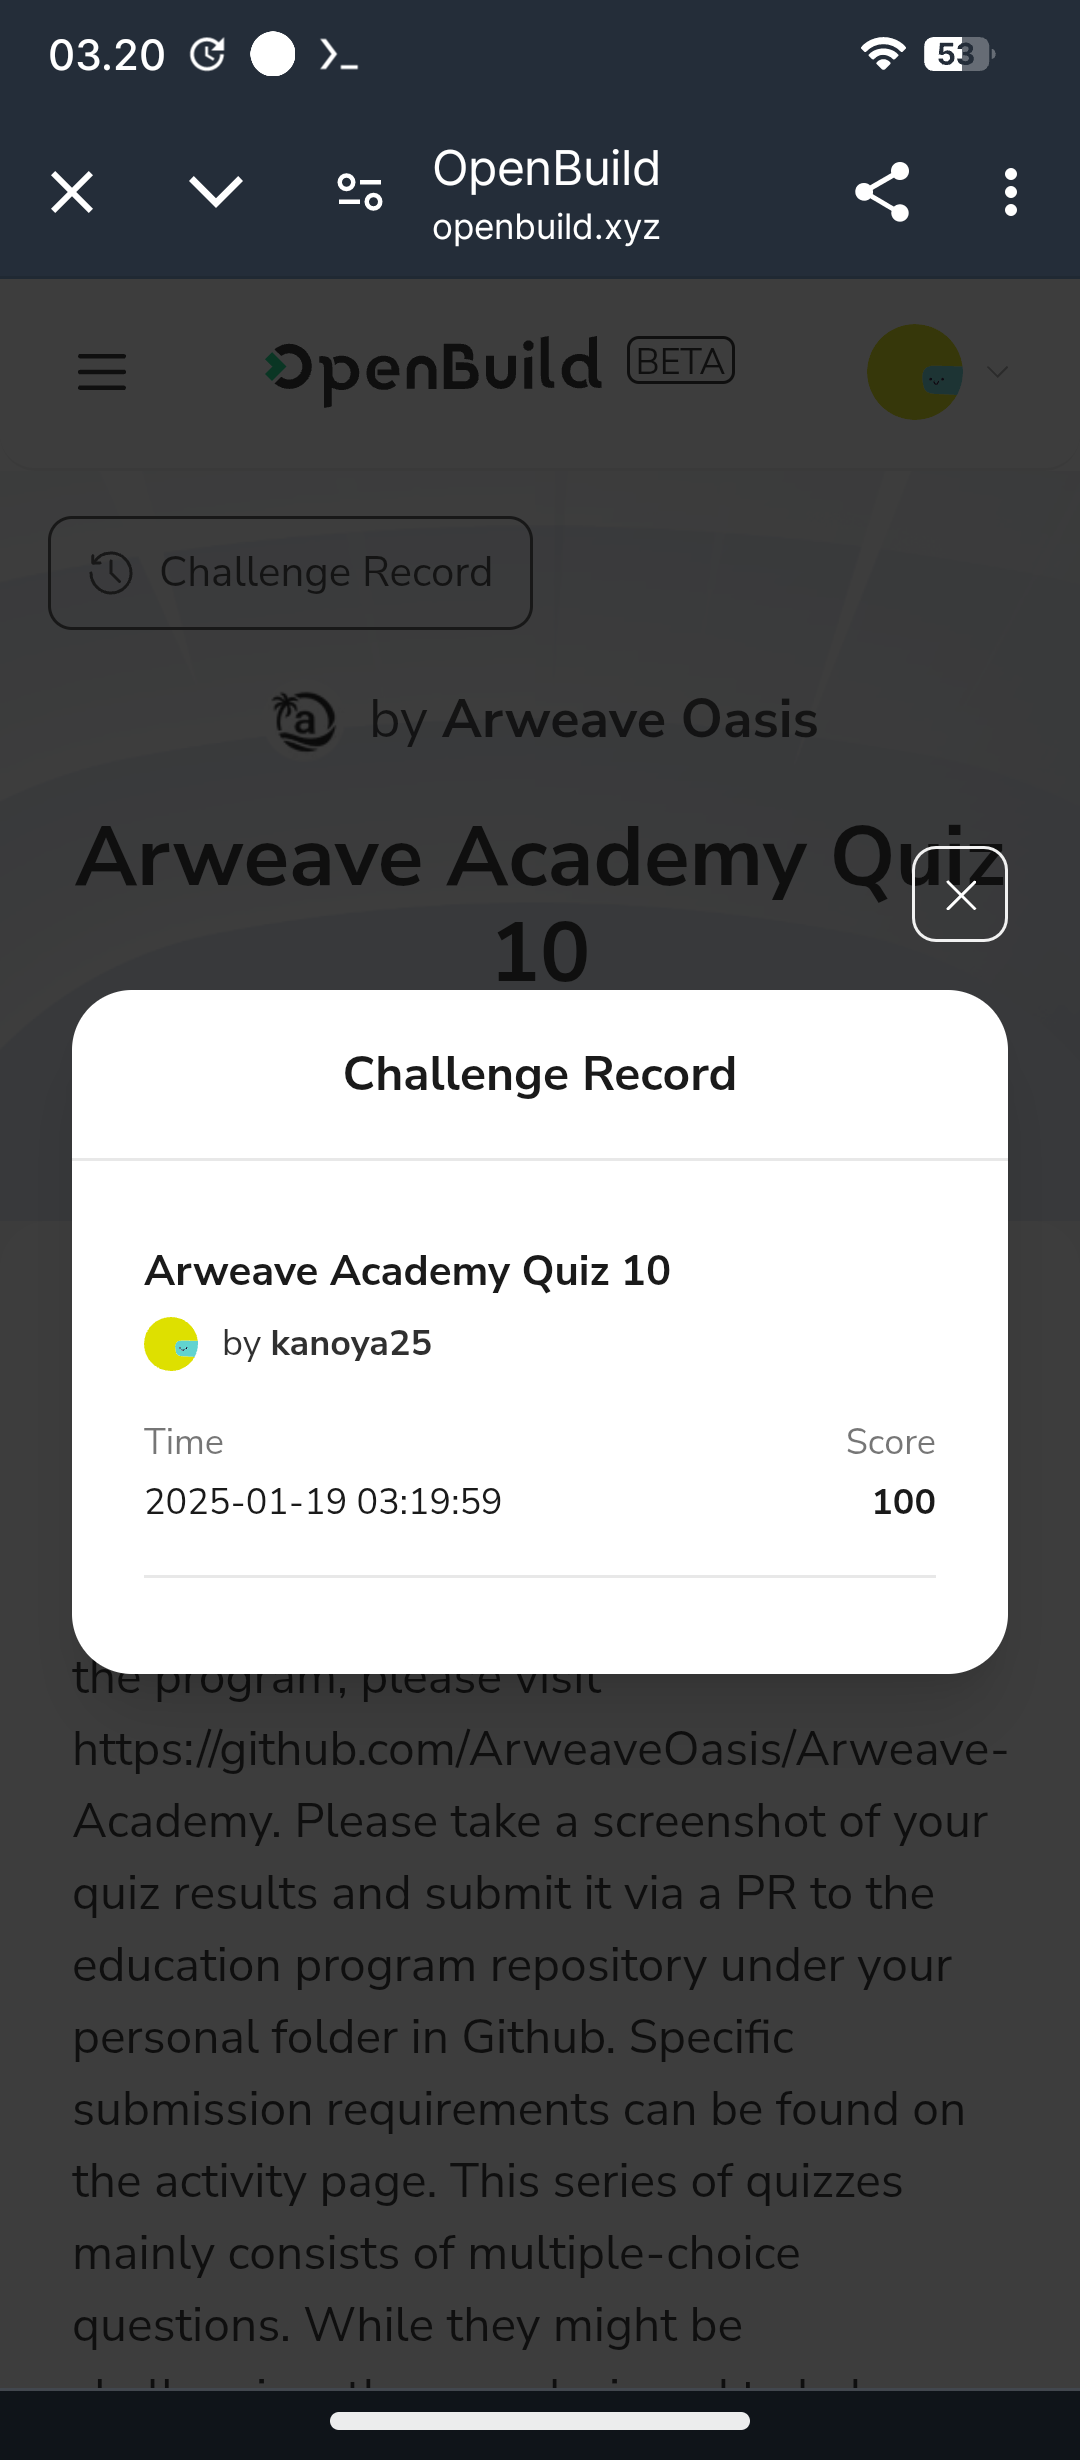 03.20
53
OpenBuild
openbuild.xyz
OpenBuild BETA
Challenge Record
by Arweave Oasis
Arweave Academy Quiz
10
Challenge Record
Arweave Academy Quiz 10
by kanoya25
Time Score
2025-01-19 03:19:59 100
the program, please visit
https://github.com/ArweaveOasis/Arweave-
Academy. Please take a screenshot of your
quiz results and submit it via a PR to the
education program repository under your
personal folder in Github. Specific
submission requirements can be found on
the activity page. This series of quizzes
mainly consists of multiple-choice
questions. While they might be